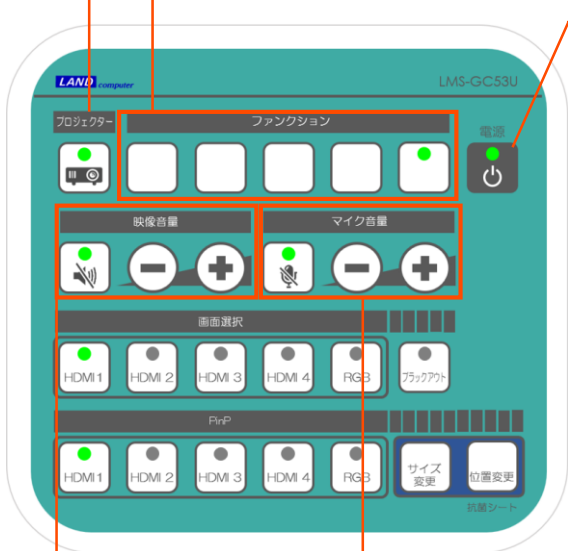 LAND computer
LMS-GC53U
プロジェクター
ファンクション
電源
映像音量
マイク音量
画面選択
HDMI 1
HDMI 2
HDMI 3
HDMI 4
RGB
ブラックアウト
PinP
HDMI 1
HDMI 2
HDMI 3
HDMI 4
RGB
サイズ
変更
位置変更
抗菌シート